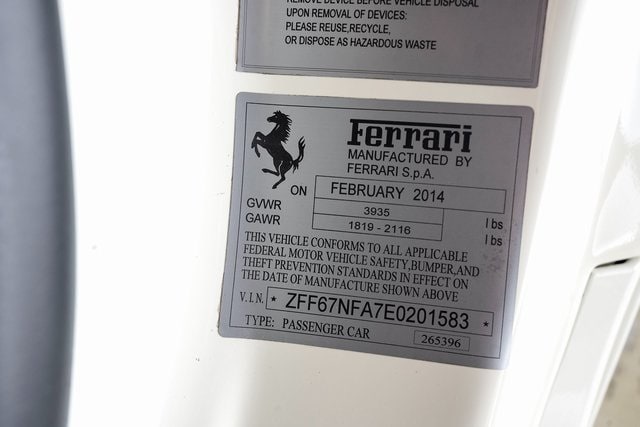 REMOVE DEVICE BEFORE VEHICLE DISPOSAL
UPON REMOVAL OF DEVICES:
PLEASE REUSE,RECYCLE,
OR DISPOSE AS HAZARDOUS WASTE
Ferrari
MANUFACTURED BY
FERRARI S.p.A.
ON FEBRUARY 2014
GVWR 3935 lbs
GAWR 1819 - 2116 lbs
THIS VEHICLE CONFORMS TO ALL APPLICABLE
FEDERAL MOTOR VEHICLE SAFETY,BUMPER,AND
THEFT PREVENTION STANDARDS IN EFFECT ON
THE DATE OF MANUFACTURE SHOWN ABOVE
V.I.N. * ZFF67NFA7E0201583 *
TYPE: PASSENGER CAR 265396